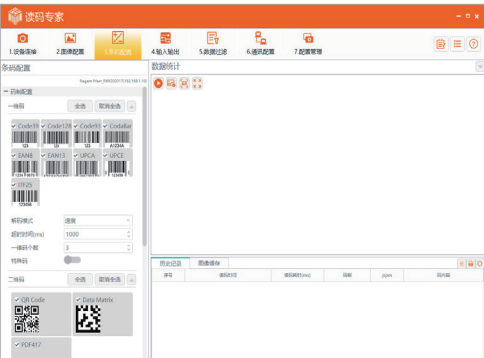 读码专家
1.设备连接
2.图像配置
3.条码配置
4.输入输出
5.数据过滤
6.通讯配置
7.配置管理
条码配置
数据统计
码制配置
一维码
全选
取消全选
Code39
Code128
Code93
CodaBar
EAN8
EAN13
UPCA
UPCE
ITF25
解码模式
速度
超时时间(ms)
1000
一维码个数
3
特殊码
二维码
全选
取消全选
QR Code
Data Matrix
PDF417
历史记录
图像缓存
序号
读码时间
读码耗时(ms)
码制
ppm
码内容